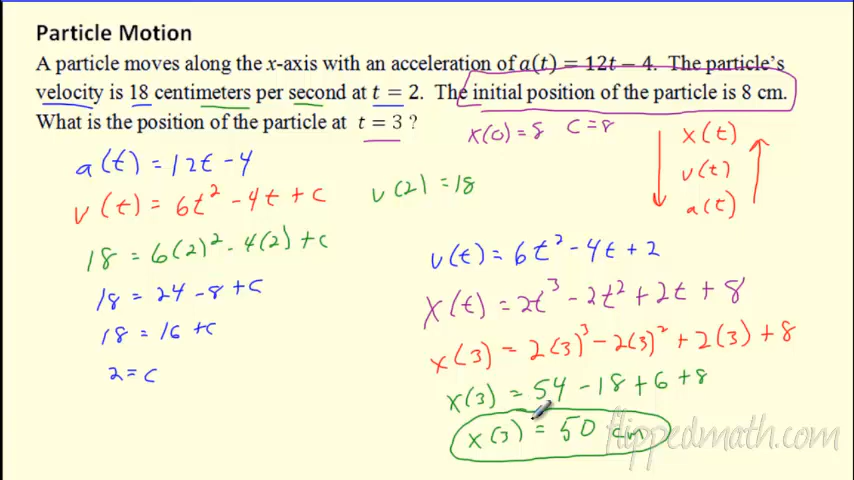 Particle Motion
A particle moves along the x-axis with an acceleration of a(t) = 12t − 4. The particle's
velocity is 18 centimeters per second at t = 2. The initial position of the particle is 8 cm.
What is the position of the particle at t = 3 ?
x(0) = 8 c = 8
a(t) = 12t − 4
v(t) = 6t² − 4t + c
18 = 6(2)² − 4(2) + c
18 = 24 − 8 + c
18 = 16 + c
2 = c
v(2) = 18
x(t)
v(t)
a(t)
v(t) = 6t² − 4t + 2
x(t) = 2t³ − 2t² + 2t + 8
x(3) = 2(3)³ − 2(3)² + 2(3) + 8
x(3) = 54 − 18 + 6 + 8
x(3) = 50 cm
flippedmath.com/